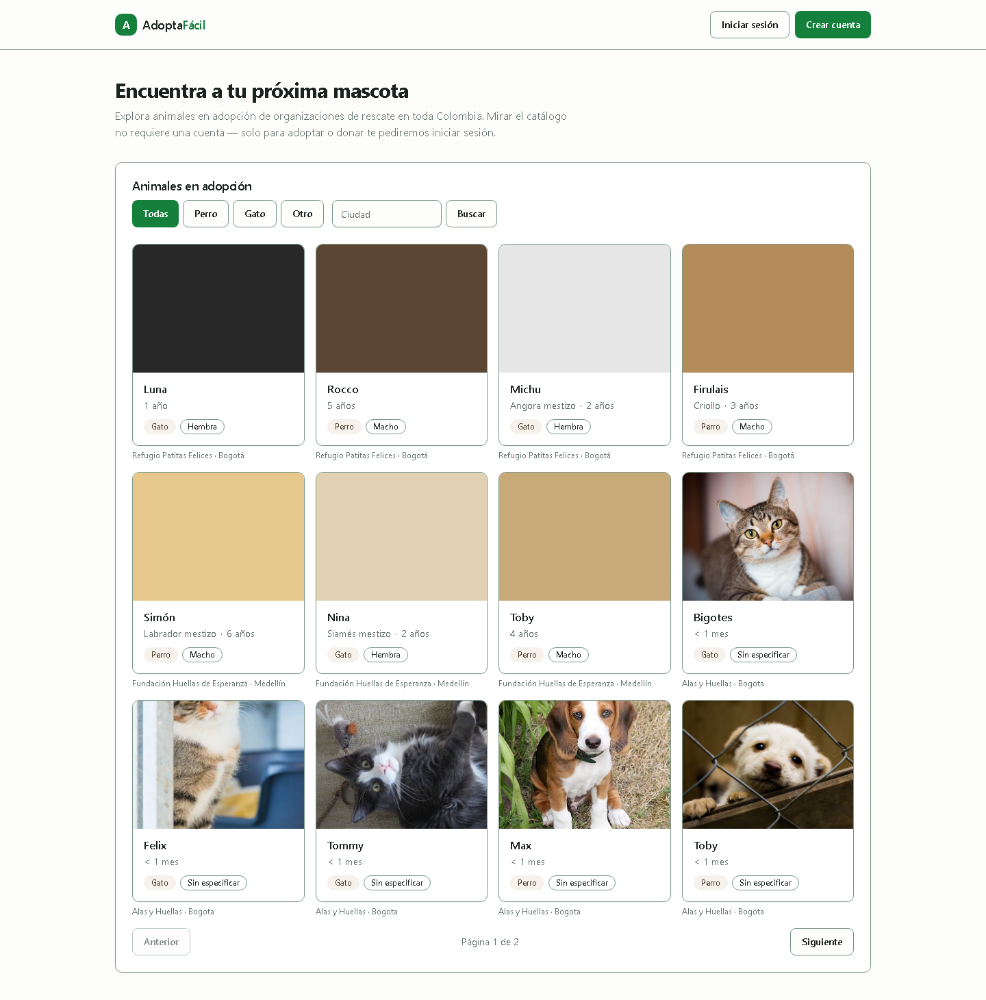 A AdoptaFácil
Iniciar sesión
Crear cuenta
Encuentra a tu próxima mascota
Explora animales en adopción de organizaciones de rescate en toda Colombia. Mirar el catálogo
no requiere una cuenta — solo para adoptar o donar te pediremos iniciar sesión.
Animales en adopción
Todas
Perro
Gato
Otro
Ciudad
Buscar
Luna
1 año
Gato
Hembra
Refugio Patitas Felices · Bogotá
Rocco
5 años
Perro
Macho
Refugio Patitas Felices · Bogotá
Michu
Angora mestizo · 2 años
Gato
Hembra
Refugio Patitas Felices · Bogotá
Firulais
Criollo · 3 años
Perro
Macho
Refugio Patitas Felices · Bogotá
Simón
Labrador mestizo · 6 años
Perro
Macho
Fundación Huellas de Esperanza · Medellín
Nina
Siamés mestizo · 2 años
Gato
Hembra
Fundación Huellas de Esperanza · Medellín
Toby
4 años
Perro
Macho
Fundación Huellas de Esperanza · Medellín
Bigotes
< 1 mes
Gato
Sin especificar
Alas y Huellas · Bogota
Felix
< 1 mes
Gato
Sin especificar
Alas y Huellas · Bogota
Tommy
< 1 mes
Gato
Sin especificar
Alas y Huellas · Bogota
Max
< 1 mes
Perro
Sin especificar
Alas y Huellas · Bogota
Toby
< 1 mes
Perro
Sin especificar
Alas y Huellas · Bogota
Anterior
Página 1 de 2
Siguiente